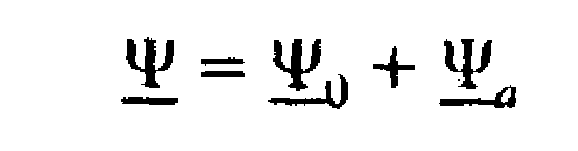 Ψ = Ψ₀ + Ψₐ